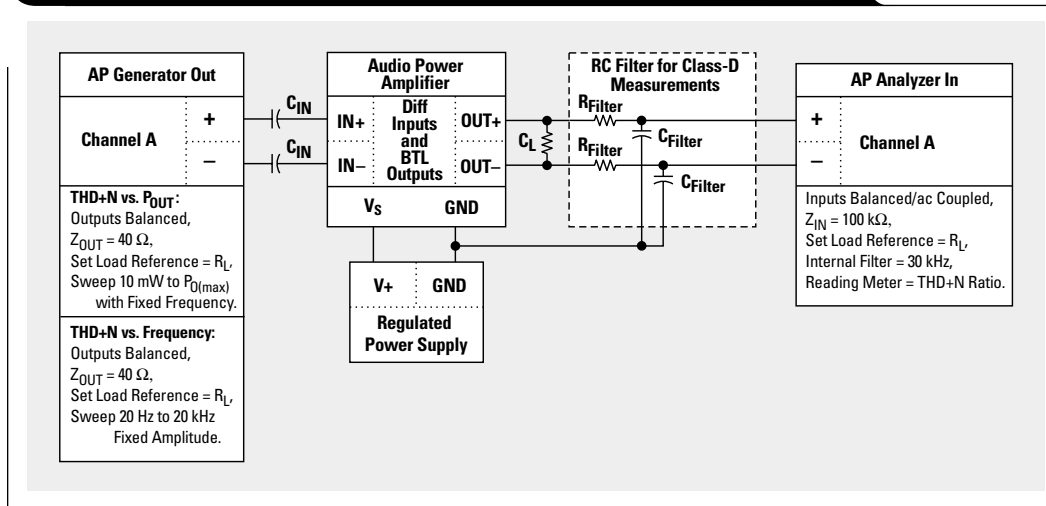 AP Generator Out
Channel A
+
–
THD+N vs. POUT:
Outputs Balanced,
ZOUT = 40 Ω,
Set Load Reference = RL,
Sweep 10 mW to PO(max)
with Fixed Frequency.
THD+N vs. Frequency:
Outputs Balanced,
ZOUT = 40 Ω,
Set Load Reference = RL,
Sweep 20 Hz to 20 kHz
Fixed Amplitude.
CIN
CIN
Audio Power
Amplifier
IN+
IN–
Diff
Inputs
and
BTL
Outputs
OUT+
OUT–
VS
GND
V+
GND
Regulated
Power Supply
CL
RC Filter for Class-D
Measurements
RFilter
CFilter
RFilter
CFilter
AP Analyzer In
+
–
Channel A
Inputs Balanced/ac Coupled,
ZIN = 100 kΩ,
Set Load Reference = RL,
Internal Filter = 30 kHz,
Reading Meter = THD+N Ratio.